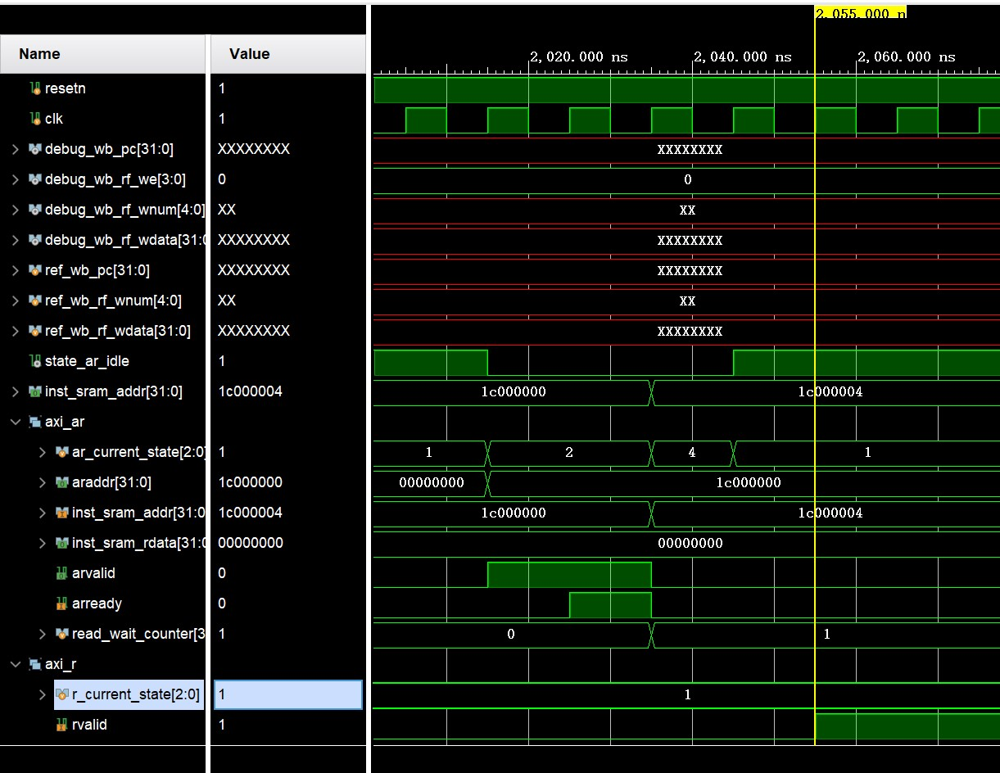 2,055.000 n
Name Value
2,020.000 ns 2,040.000 ns 2,060.000 ns
resetn 1
clk 1
debug_wb_pc[31:0] XXXXXXXX XXXXXXXX
debug_wb_rf_we[3:0] 0 0
debug_wb_rf_wnum[4:0] XX XX
debug_wb_rf_wdata[31:0 XXXXXXXX XXXXXXXX
ref_wb_pc[31:0] XXXXXXXX XXXXXXXX
ref_wb_rf_wnum[4:0] XX XX
ref_wb_rf_wdata[31:0] XXXXXXXX XXXXXXXX
state_ar_idle 1
inst_sram_addr[31:0] 1c000004 1c000000 1c000004
axi_ar
ar_current_state[2:0] 1 1 2 4 1
araddr[31:0] 1c000000 00000000 1c000000
inst_sram_addr[31:0 1c000004 1c000000 1c000004
inst_sram_rdata[31:0 00000000 00000000
arvalid 0
arready 0
read_wait_counter[3 1 0 1
axi_r
r_current_state[2:0] 1 1
rvalid 1